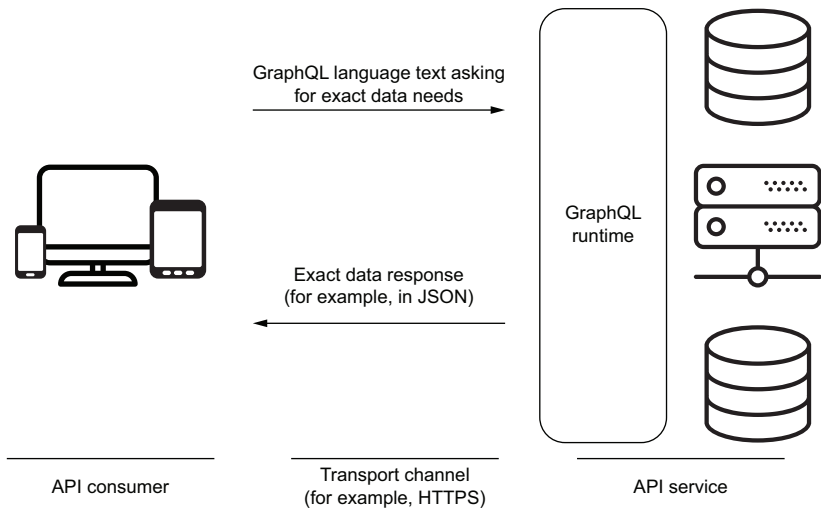 GraphQL language text asking
for exact data needs
GraphQL
runtime
Exact data response
(for example, in JSON)
API consumer
Transport channel
(for example, HTTPS)
API service